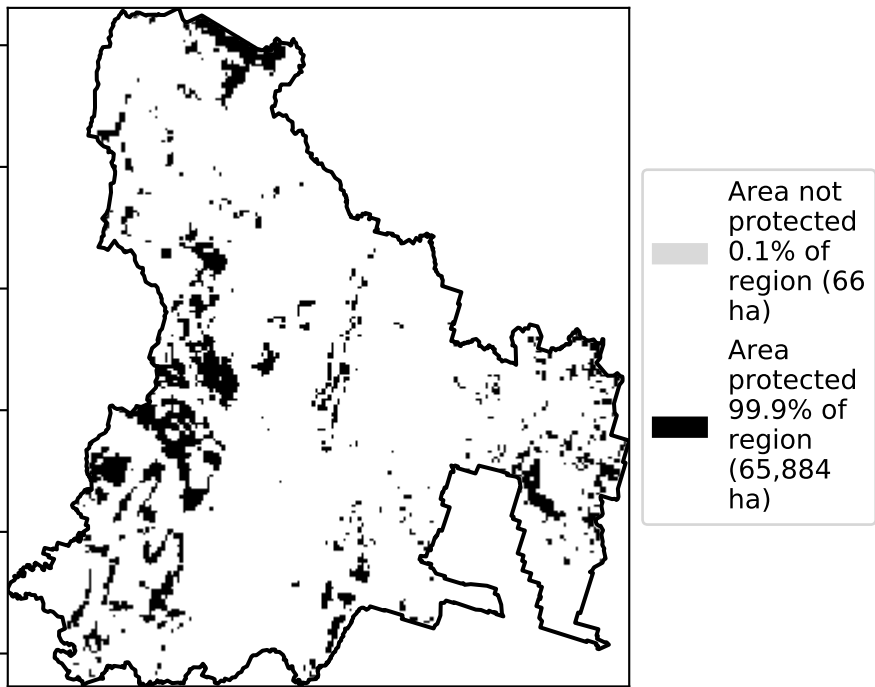 Area not
protected
0.1% of
region (66
ha)
Area
protected
99.9% of
region
(65,884
ha)